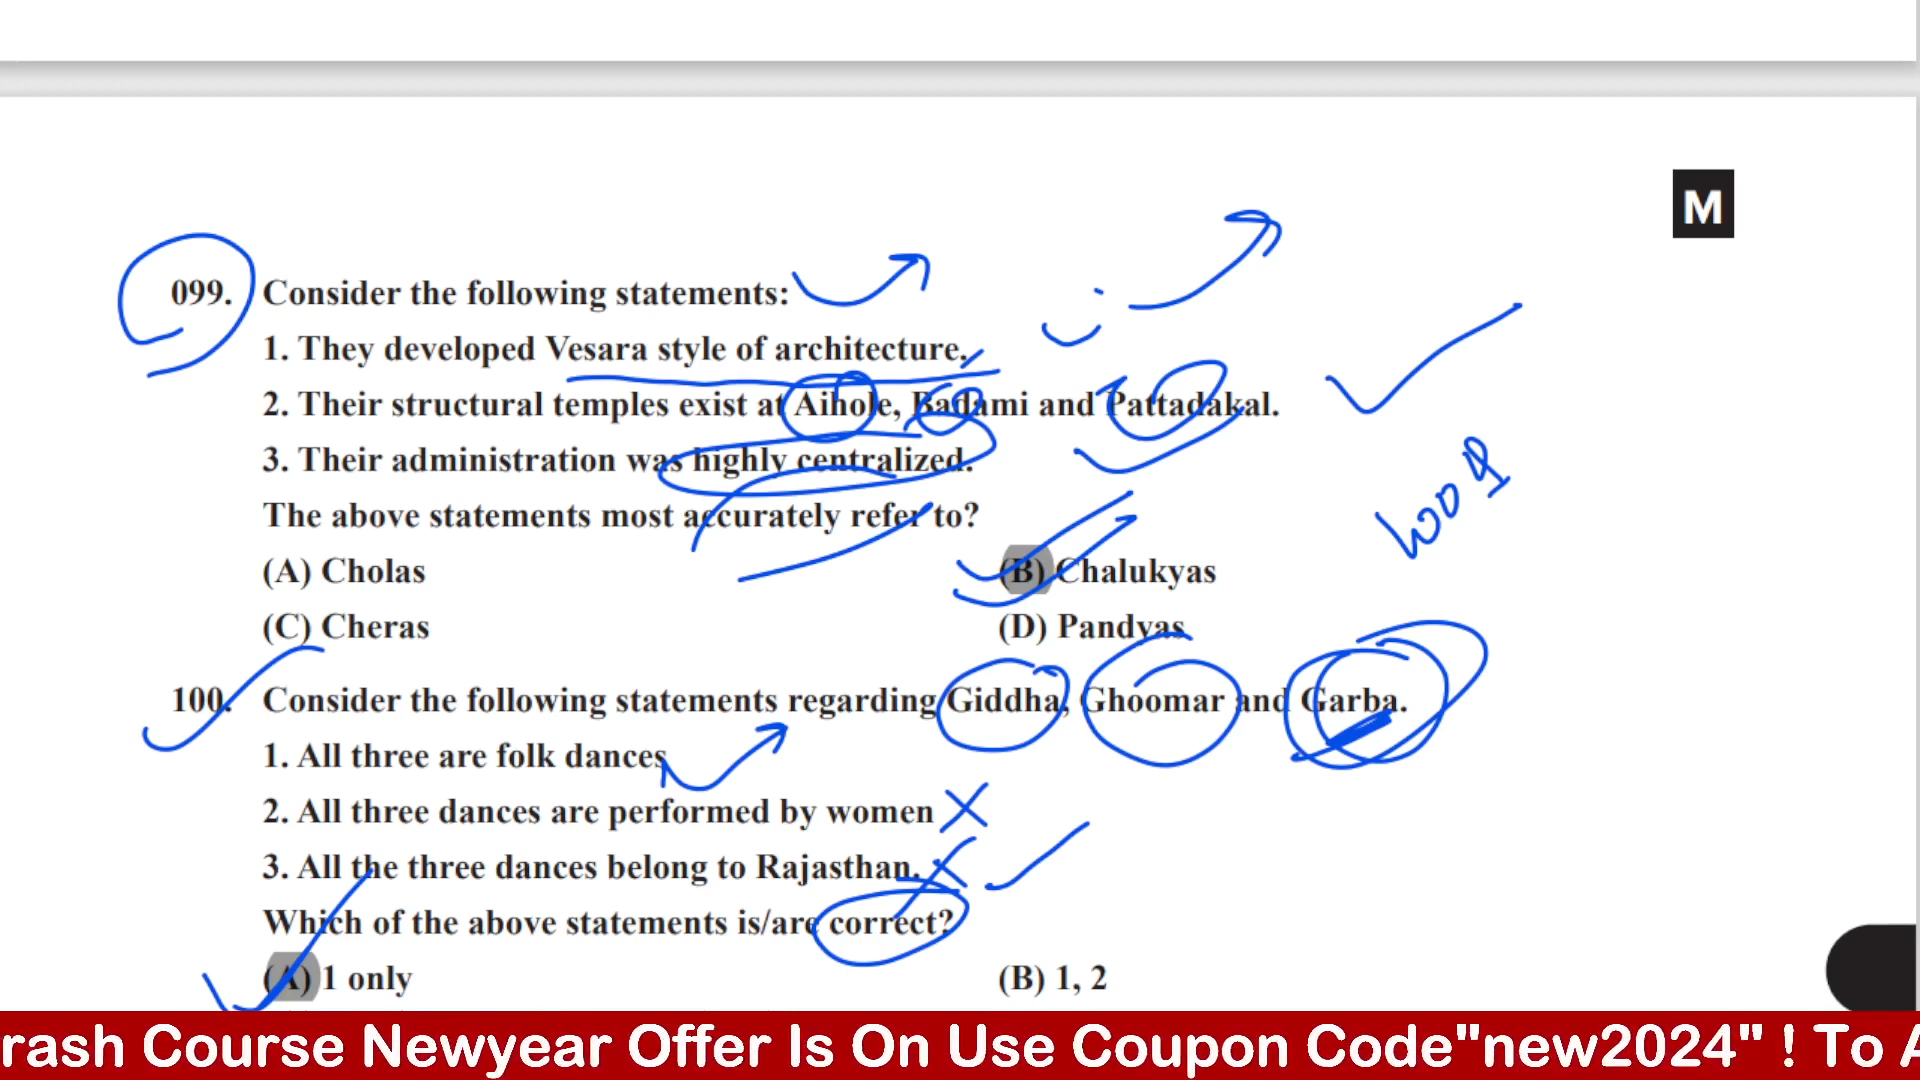 M
099. Consider the following statements:
1. They developed Vesara style of architecture.
2. Their structural temples exist at Aihole, Badami and Pattadakal.
3. Their administration was highly centralized.
The above statements most accurately refer to?
(A) Cholas (B) Chalukyas
(C) Cheras (D) Pandyas
100. Consider the following statements regarding Giddha, Ghoomar and Garba.
1. All three are folk dances
2. All three dances are performed by women
3. All the three dances belong to Rajasthan.
Which of the above statements is/are correct?
(A) 1 only (B) 1, 2
rash Course Newyear Offer Is On Use Coupon Code"new2024" ! To A